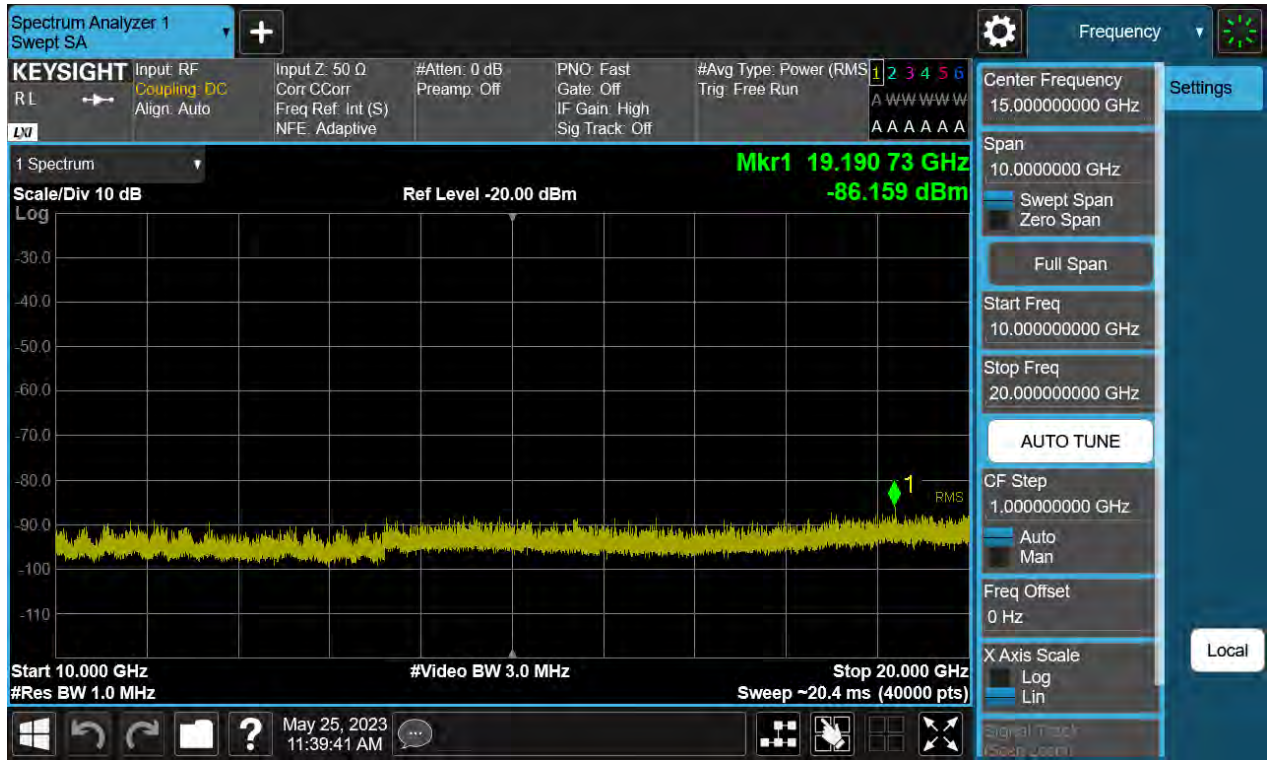 Spectrum Analyzer 1
Swept SA
+
Frequency
KEYSIGHT
RL
LXI
Input: RF
Coupling: DC
Align: Auto
Input Z: 50 Ω
Corr CCorr
Freq Ref: Int (S)
NFE: Adaptive
#Atten: 0 dB
Preamp: Off
PNO: Fast
Gate: Off
IF Gain: High
Sig Track: Off
#Avg Type: Power (RMS
Trig: Free Run
1 2 3 4 5 6
A W W W W W
A A A A A A
1 Spectrum
Mkr1 19.190 73 GHz
-86.159 dBm
Scale/Div 10 dB
Ref Level -20.00 dBm
Log
-30.0
-40.0
-50.0
-60.0
-70.0
-80.0
-90.0
-100
-110
1
RMS
Start 10.000 GHz
#Video BW 3.0 MHz
Stop 20.000 GHz
#Res BW 1.0 MHz
Sweep ~20.4 ms (40000 pts)
Center Frequency
15.000000000 GHz
Span
10.0000000 GHz
Swept Span
Zero Span
Full Span
Start Freq
10.000000000 GHz
Stop Freq
20.000000000 GHz
AUTO TUNE
CF Step
1.000000000 GHz
Auto
Man
Freq Offset
0 Hz
X Axis Scale
Log
Lin
Signal Track
(Span Zoom)
Settings
Local
?
May 25, 2023
11:39:41 AM